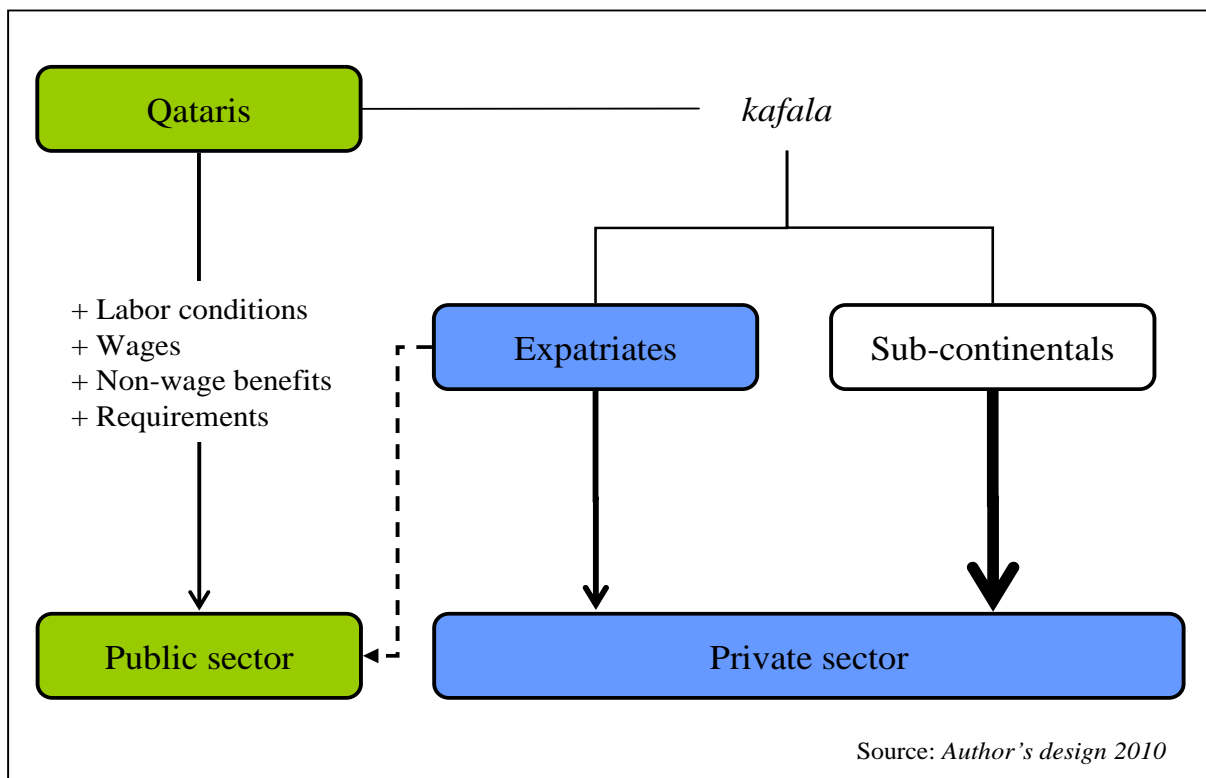 Qataris
kafala
+ Labor conditions
+ Wages
+ Non-wage benefits
+ Requirements
Expatriates
Sub-continentals
Public sector
Private sector
Source: Author’s design 2010